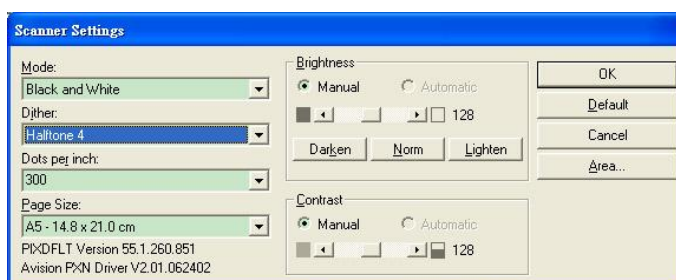 Scanner Settings
Mode:
Black and White
Dither:
Halftone 4
Dots per inch:
300
Page Size:
A5 - 14.8 x 21.0 cm
PIXDFLT Version 55.1.260.851
Avision PXN Driver V2.01.062402
Brightness
Manual Automatic
128
Darken Norm Lighten
Contrast
Manual Automatic
128
OK
Default
Cancel
Area...